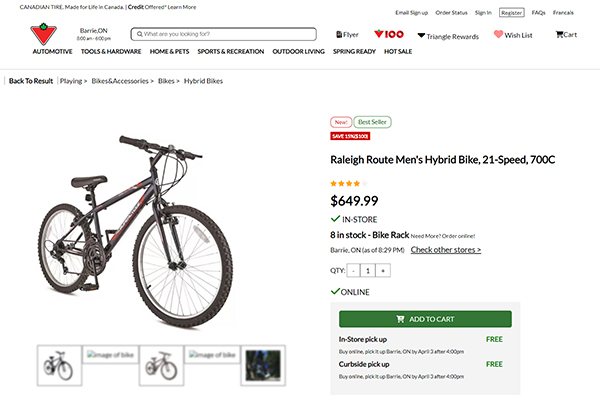 CANADIAN TIRE, Made for Life in Canada. | Credit Offered* Learn More
Email Sign up Order Status Sign In Register FAQs Francais
Barrie,ON
8:00 am - 6:00 pm
What are you looking for?
Flyer
100
Triangle Rewards
Wish List
Cart
AUTOMOTIVE TOOLS & HARDWARE HOME & PETS SPORTS & RECREATION OUTDOOR LIVING SPRING READY HOT SALE
Back To Result Playing > Bikes&Accessories > Bikes > Hybrid Bikes
New! Best Seller
SAVE 15%($100)
Raleigh Route Men's Hybrid Bike, 21-Speed, 700C
$649.99
IN-STORE
8 in stock - Bike Rack Need More? Order online!
Barrie, ON (as of 8:29 PM) Check other stores >
QTY: - 1 +
ONLINE
ADD TO CART
In-Store pick up FREE
Buy online, pick it up Barrie, ON by April 3 after 4:00pm
Curbside pick up FREE
Buy online, pick it up Barrie, ON by April 3 after 4:00pm
image of bike
image of bike